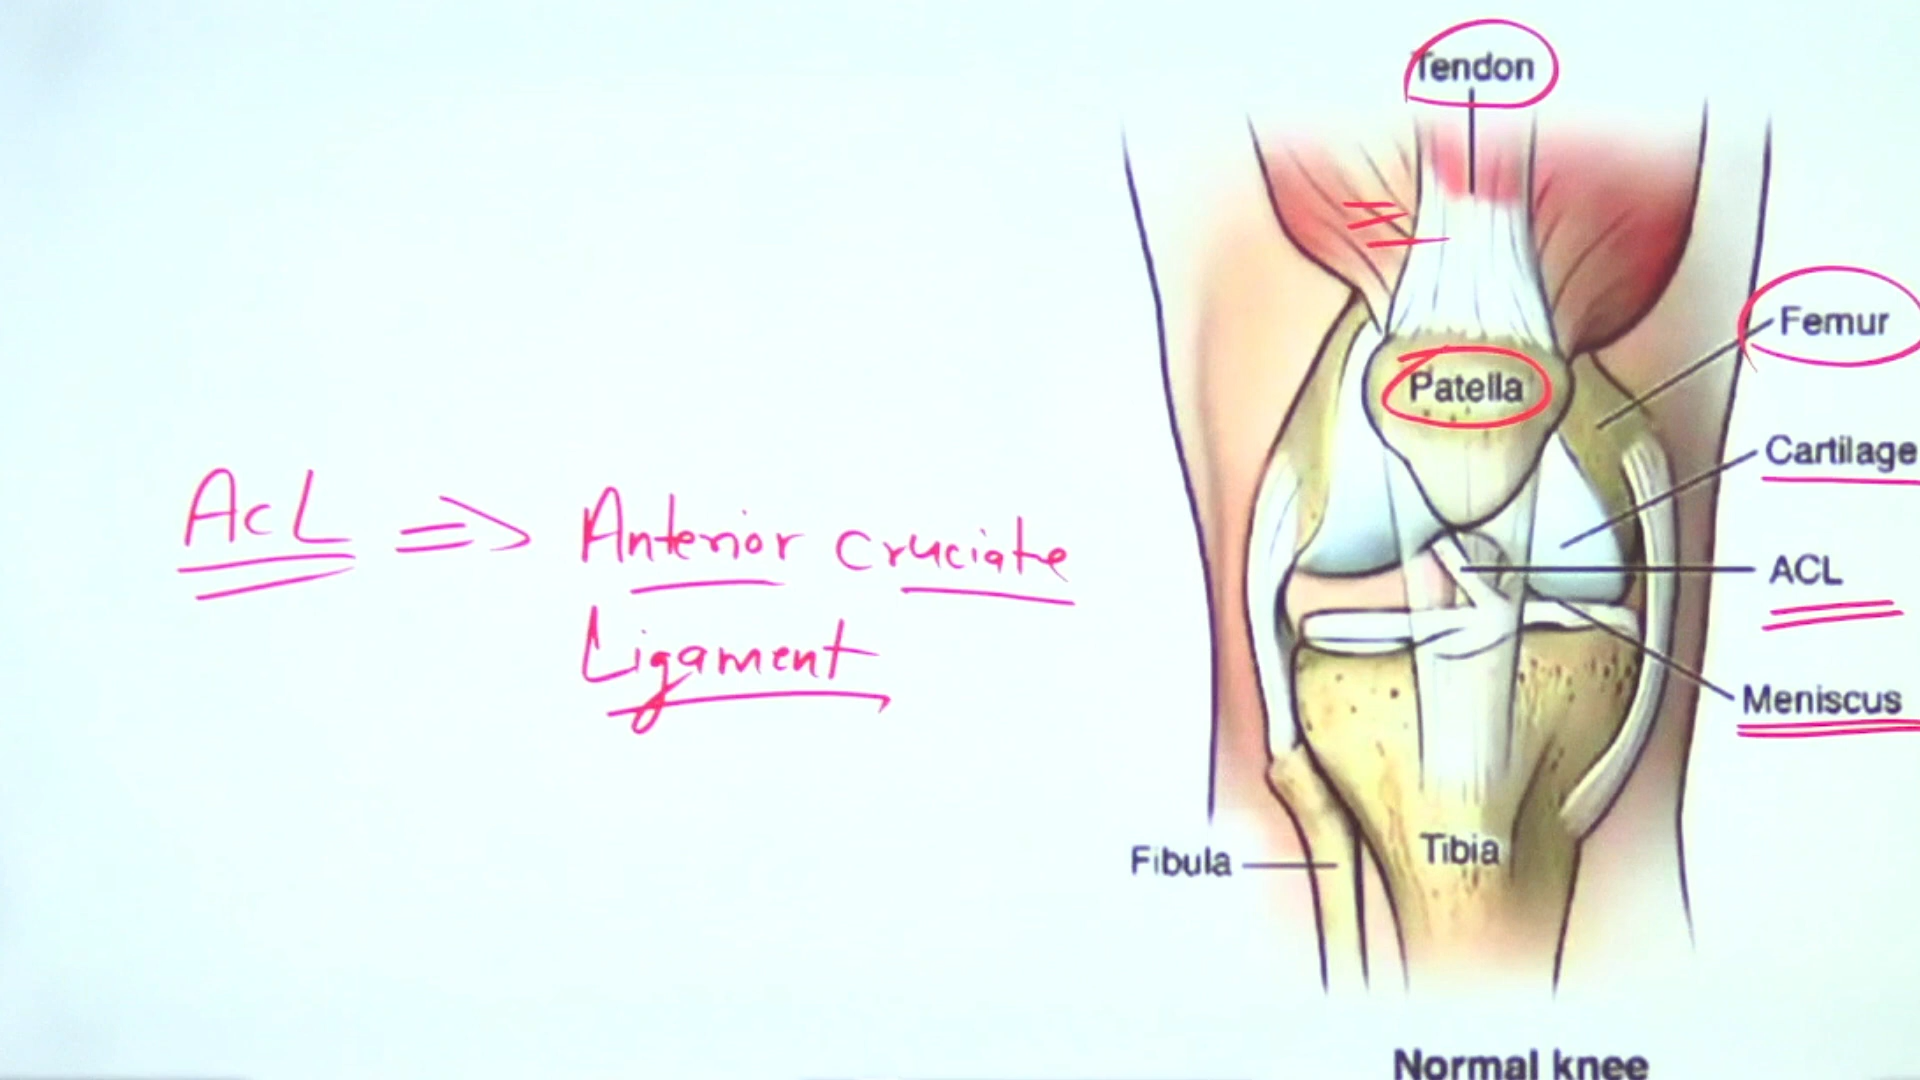 Tendon
Femur
Patella
Cartilage
AcL => Anterior cruciate
Ligament
ACL
Meniscus
Tibia
Fibula
Normal knee